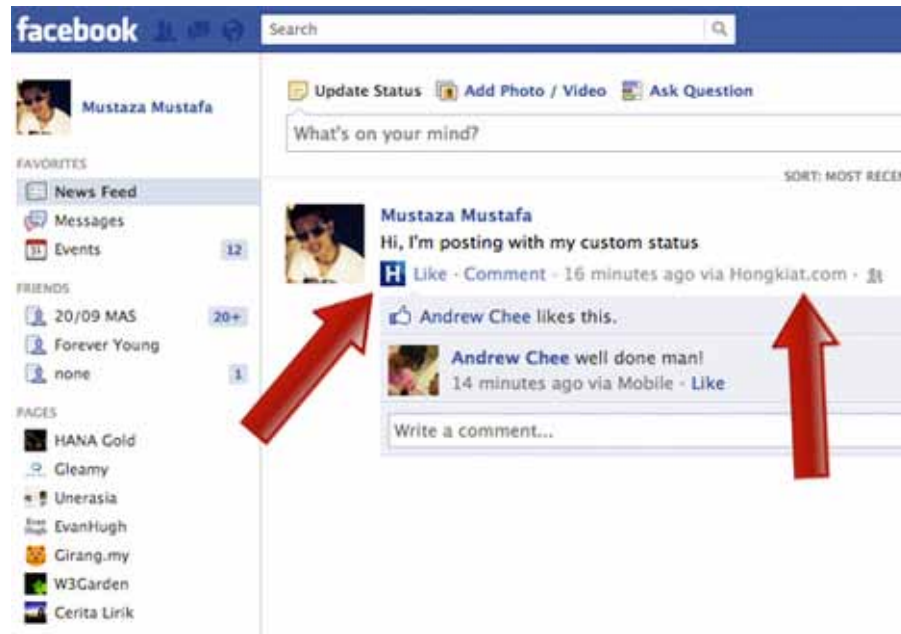 facebook
Search
Mustaza Mustafa
FAVORITES
News Feed
Messages
Events 12
FRIENDS
20/09 MAS 20+
Forever Young
none 1
PAGES
HANA Gold
Gleamy
Unerasia
EvanHugh
Girang.my
W3Garden
Cerita Lirik
Update Status Add Photo / Video Ask Question
What's on your mind?
SORT: MOST RECEN
Mustaza Mustafa
Hi, I'm posting with my custom status
H Like · Comment · 16 minutes ago via Hongkiat.com ·
Andrew Chee likes this.
Andrew Chee well done man!
14 minutes ago via Mobile · Like
Write a comment...